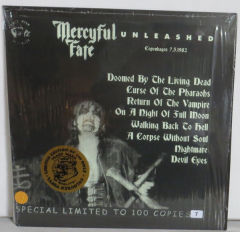 Mercyful
Fate
UNLEASHED
Copenhagen 7.5.1982
Doomed By The Living Dead
Curse Of The Pharaohs
Return Of The Vampire
On A Night Of Full Moon
Walking Back To Hell
A Corpse Without Soul
Nightmare
Devil Eyes
SPECIAL LIMITED TO 100 COPIES
7